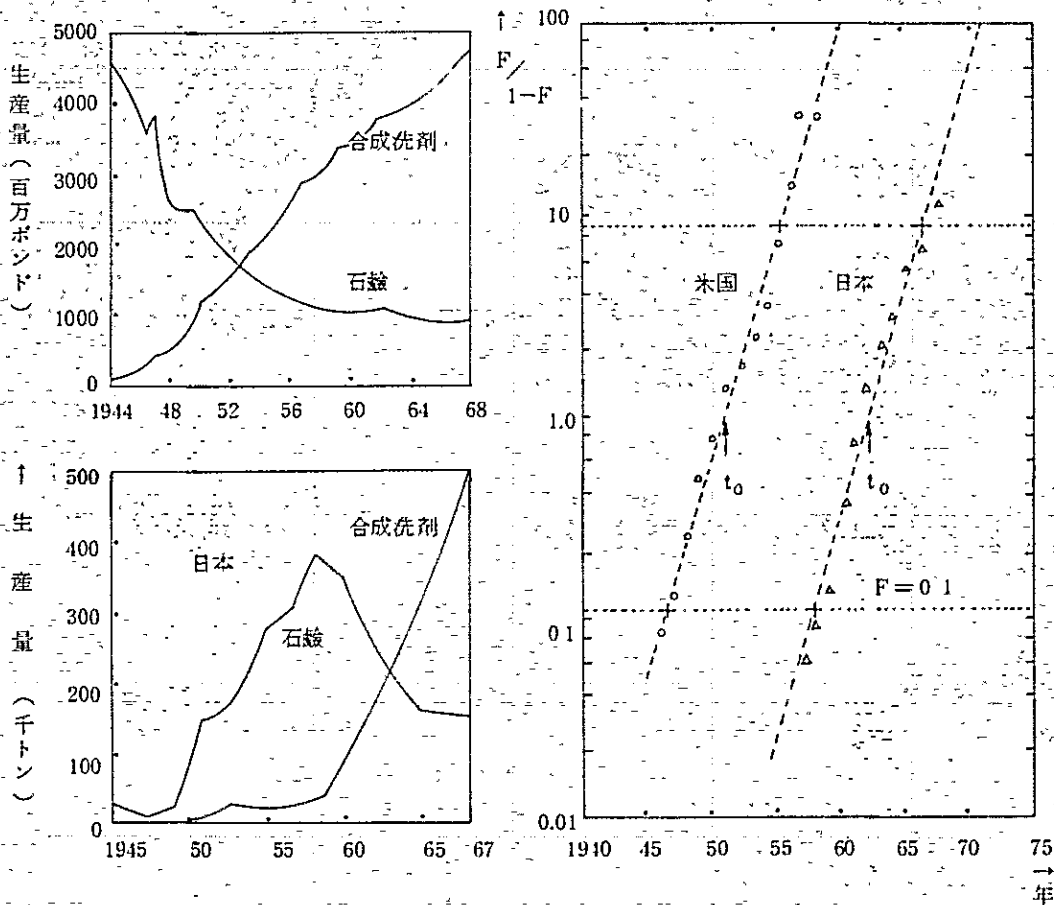 生産量(百万ポンド)
5000
4000
3000
2000
1000
0
合成洗剤
石鹼
1944 48 52 56 60 64 68
↑生産量(千トン)
500
400
300
200
100
0
日本
石鹼
合成洗剤
1945 50 55 60 65 67
↑
F/1-F
100
10
1.0
0 1
0.01
米国
日本
t0
t0
F=0 1
1940 45 50 55 60 65 70 75
→年